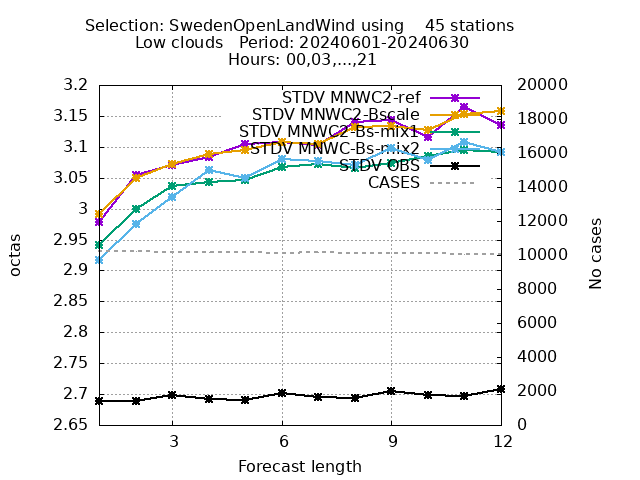 Selection: SwedenOpenLandWind using    45 stations
Low clouds   Period: 20240601-20240630
Hours: 00,03,...,21
3.2
3.15
3.1
3.05
3
2.95
2.9
2.85
2.8
2.75
2.7
2.65
octas
STDV MNWC2-ref
STDV MNWC2-Bscale
STDV MNWC2-Bs-mix1
STDV MNWC-Bs-mix2
STDV OBS
CASES
20000
18000
16000
14000
12000
10000
8000
6000
4000
2000
0
No cases
3 6 9 12
Forecast length